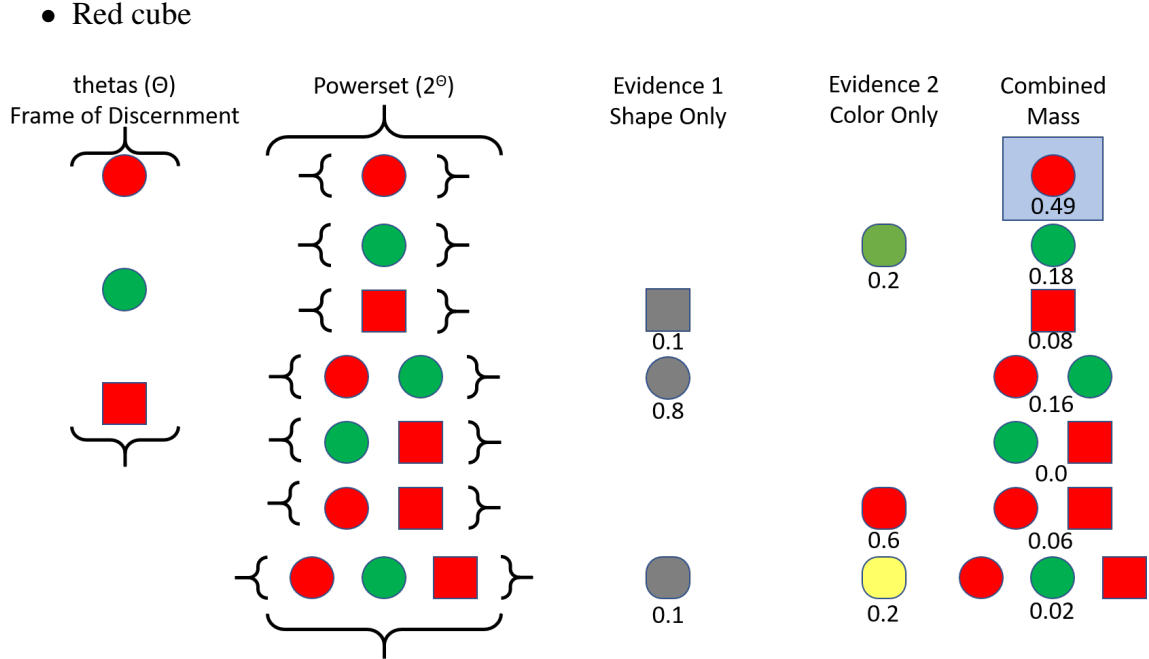 • Red cube
thetas (Θ)
Frame of Discernment
Powerset (2^Θ)
Evidence 1
Shape Only
Evidence 2
Color Only
Combined
Mass
0.49
0.2
0.18
0.1
0.08
0.8
0.16
0.0
0.6
0.06
0.1
0.2
0.02